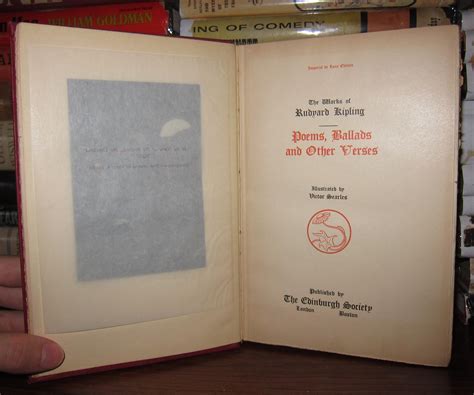 WILLIAM GOLDMAN
ING OF COMEDY
The Works of
Rudyard Kipling
Poems, Ballads
and Other Verses
Illustrated by
Victor Searles
Published by
The Edinburgh Society
London Boston